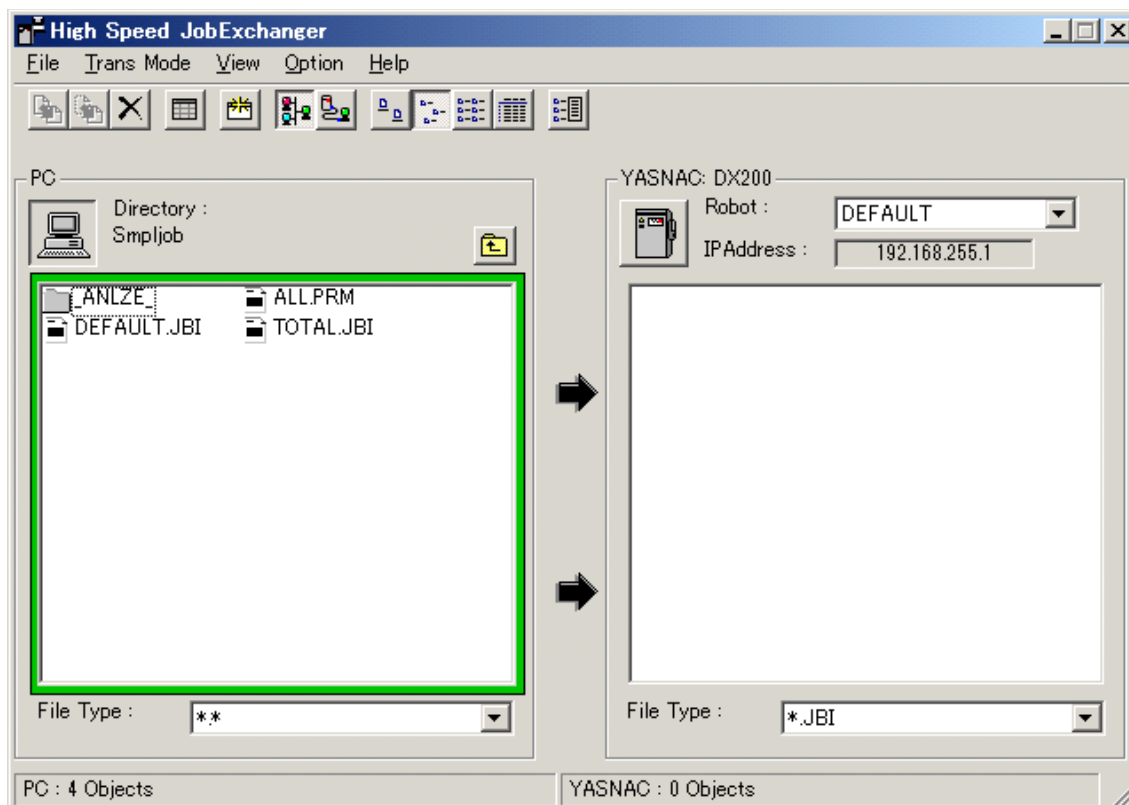 High Speed JobExchanger
File Trans Mode View Option Help
PC
Directory :
Smpljob
_ANLZE_ ALL.PRM
DEFAULT.JBI TOTAL.JBI
File Type : *.*
PC : 4 Objects
YASNAC: DX200
Robot : DEFAULT
IPAddress : 192.168.255.1
File Type : *.JBI
YASNAC : 0 Objects